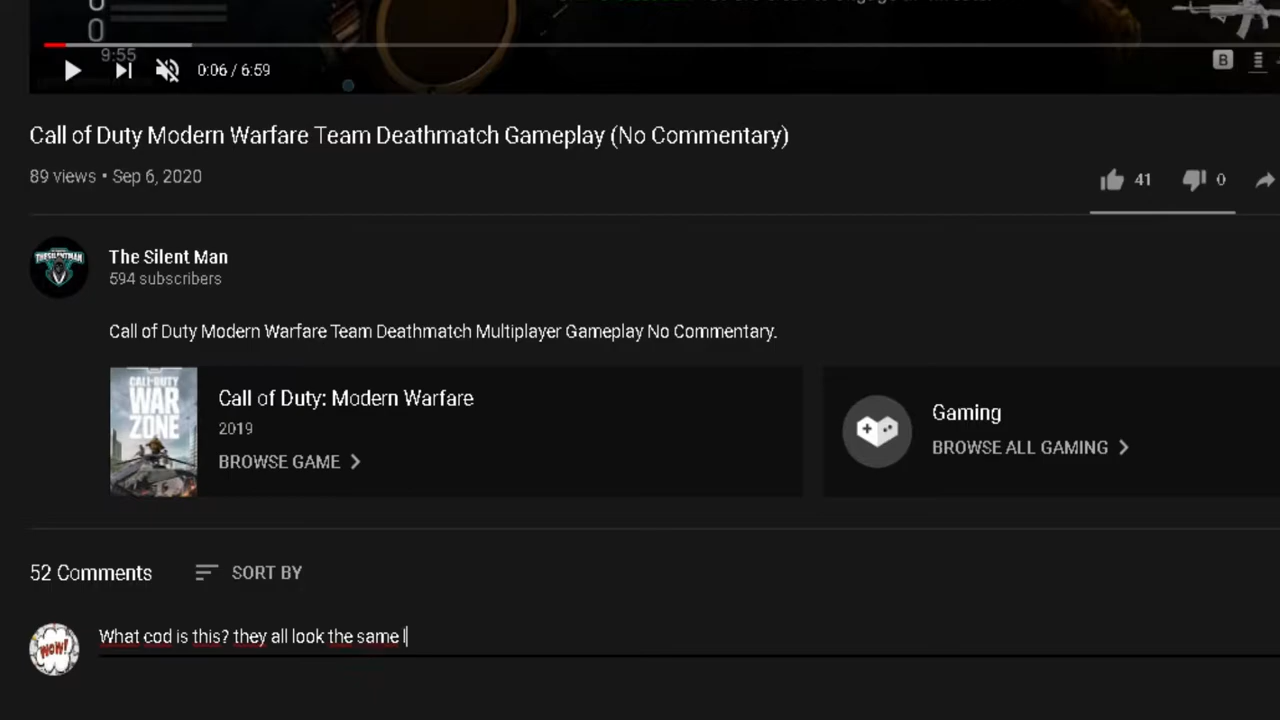 0
0
9:55
0:06 / 6:59
B
Call of Duty Modern Warfare Team Deathmatch Gameplay (No Commentary)
89 views • Sep 6, 2020
41
0
THESILENTMAN
The Silent Man
594 subscribers
Call of Duty Modern Warfare Team Deathmatch Multiplayer Gameplay No Commentary.
CALL OF DUTY
WAR
ZONE
Call of Duty: Modern Warfare
2019
BROWSE GAME
Gaming
BROWSE ALL GAMING
52 Comments
SORT BY
WOW!
What cod is this? they all look the same l